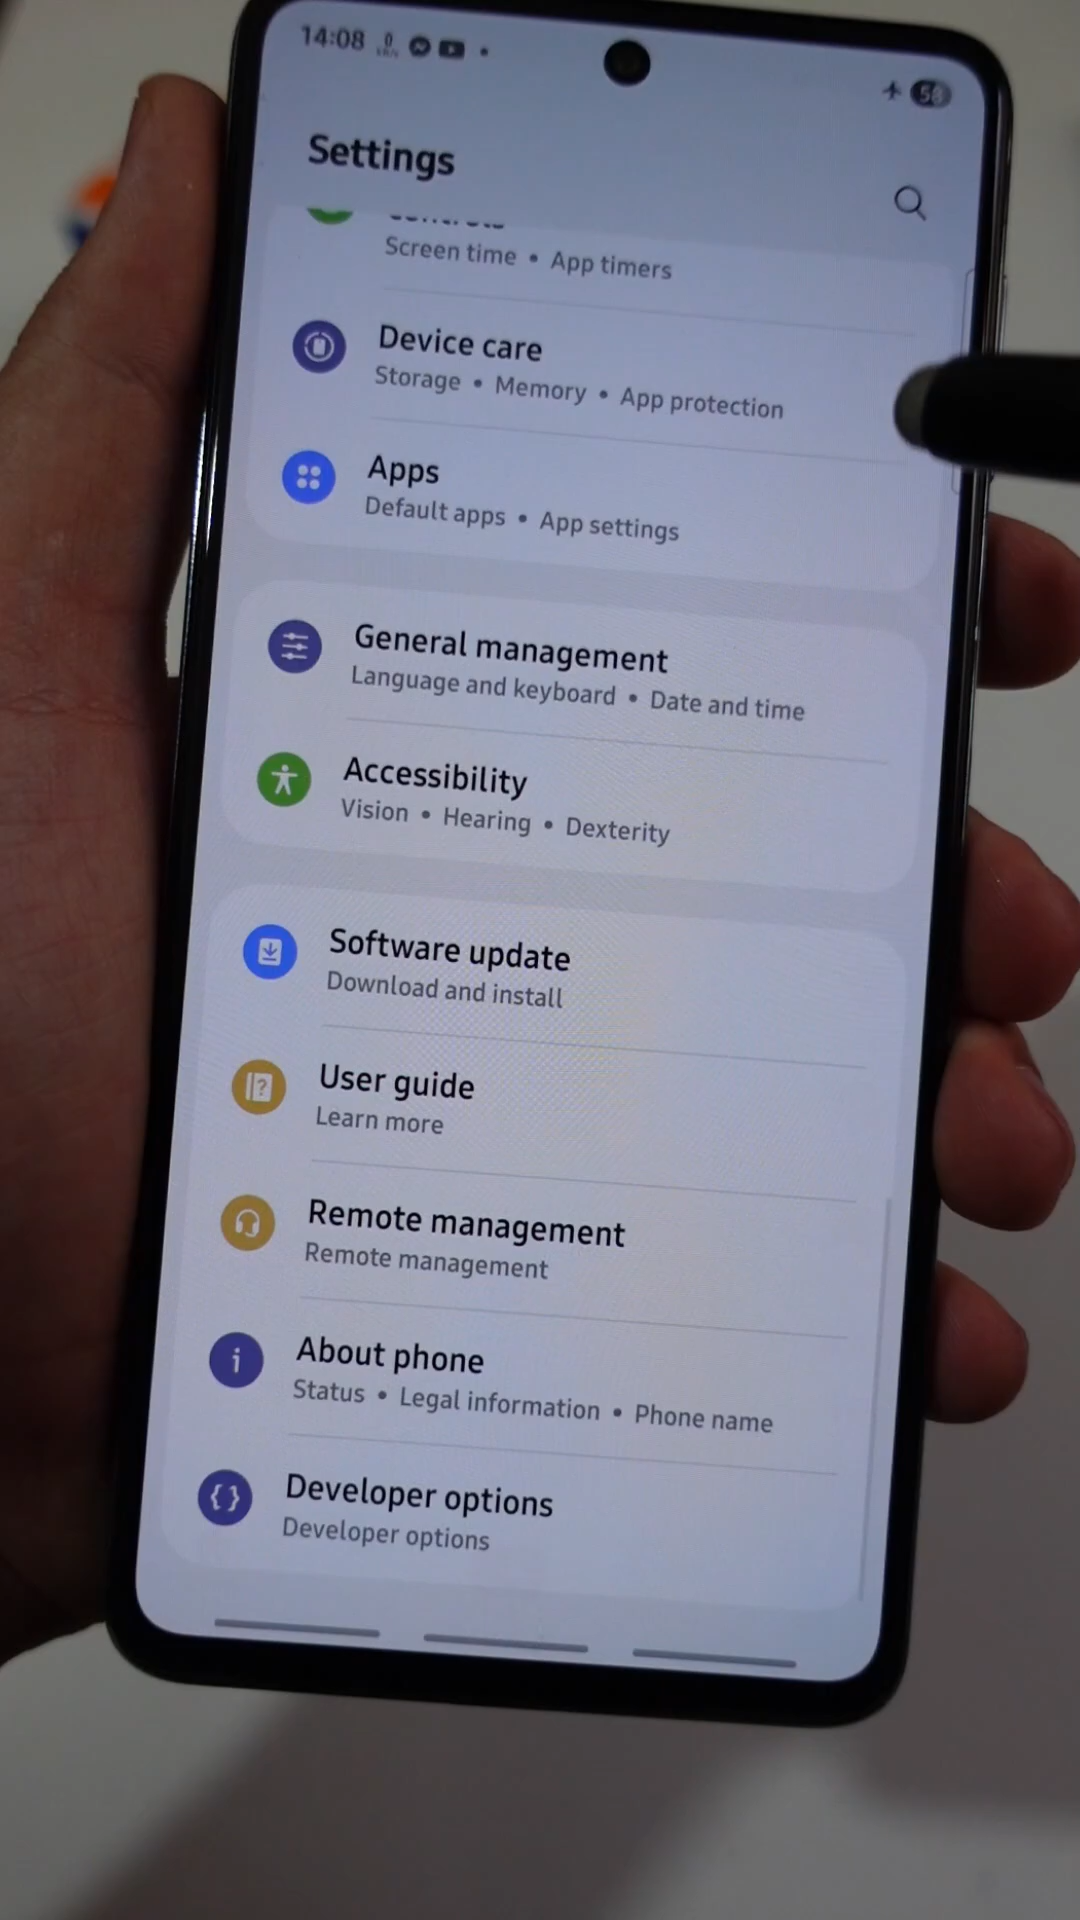 14:08
58
Settings
Screen time • App timers
Device care
Storage • Memory • App protection
Apps
Default apps • App settings
General management
Language and keyboard • Date and time
Accessibility
Vision • Hearing • Dexterity
Software update
Download and install
User guide
Learn more
Remote management
Remote management
About phone
Status • Legal information • Phone name
Developer options
Developer options